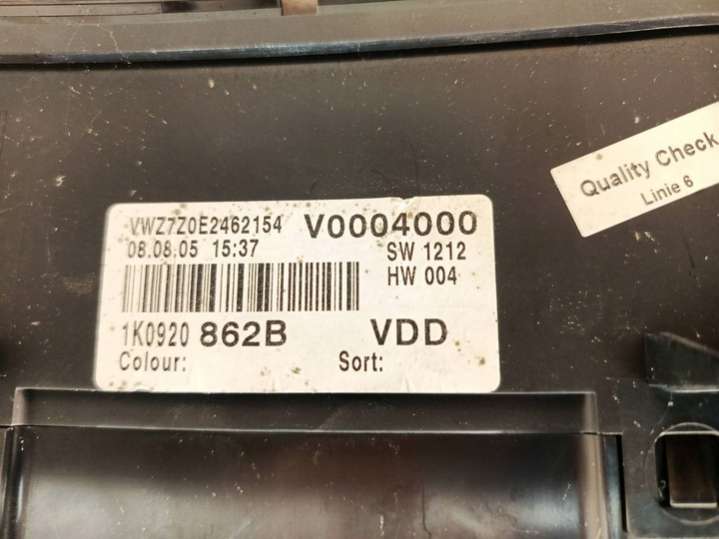 VWZ7Z0E2462154 V0004000
08.08.05 15:37 SW 1212
HW 004
1K0920 862B VDD
Colour: Sort:
Quality Check
Linie 6